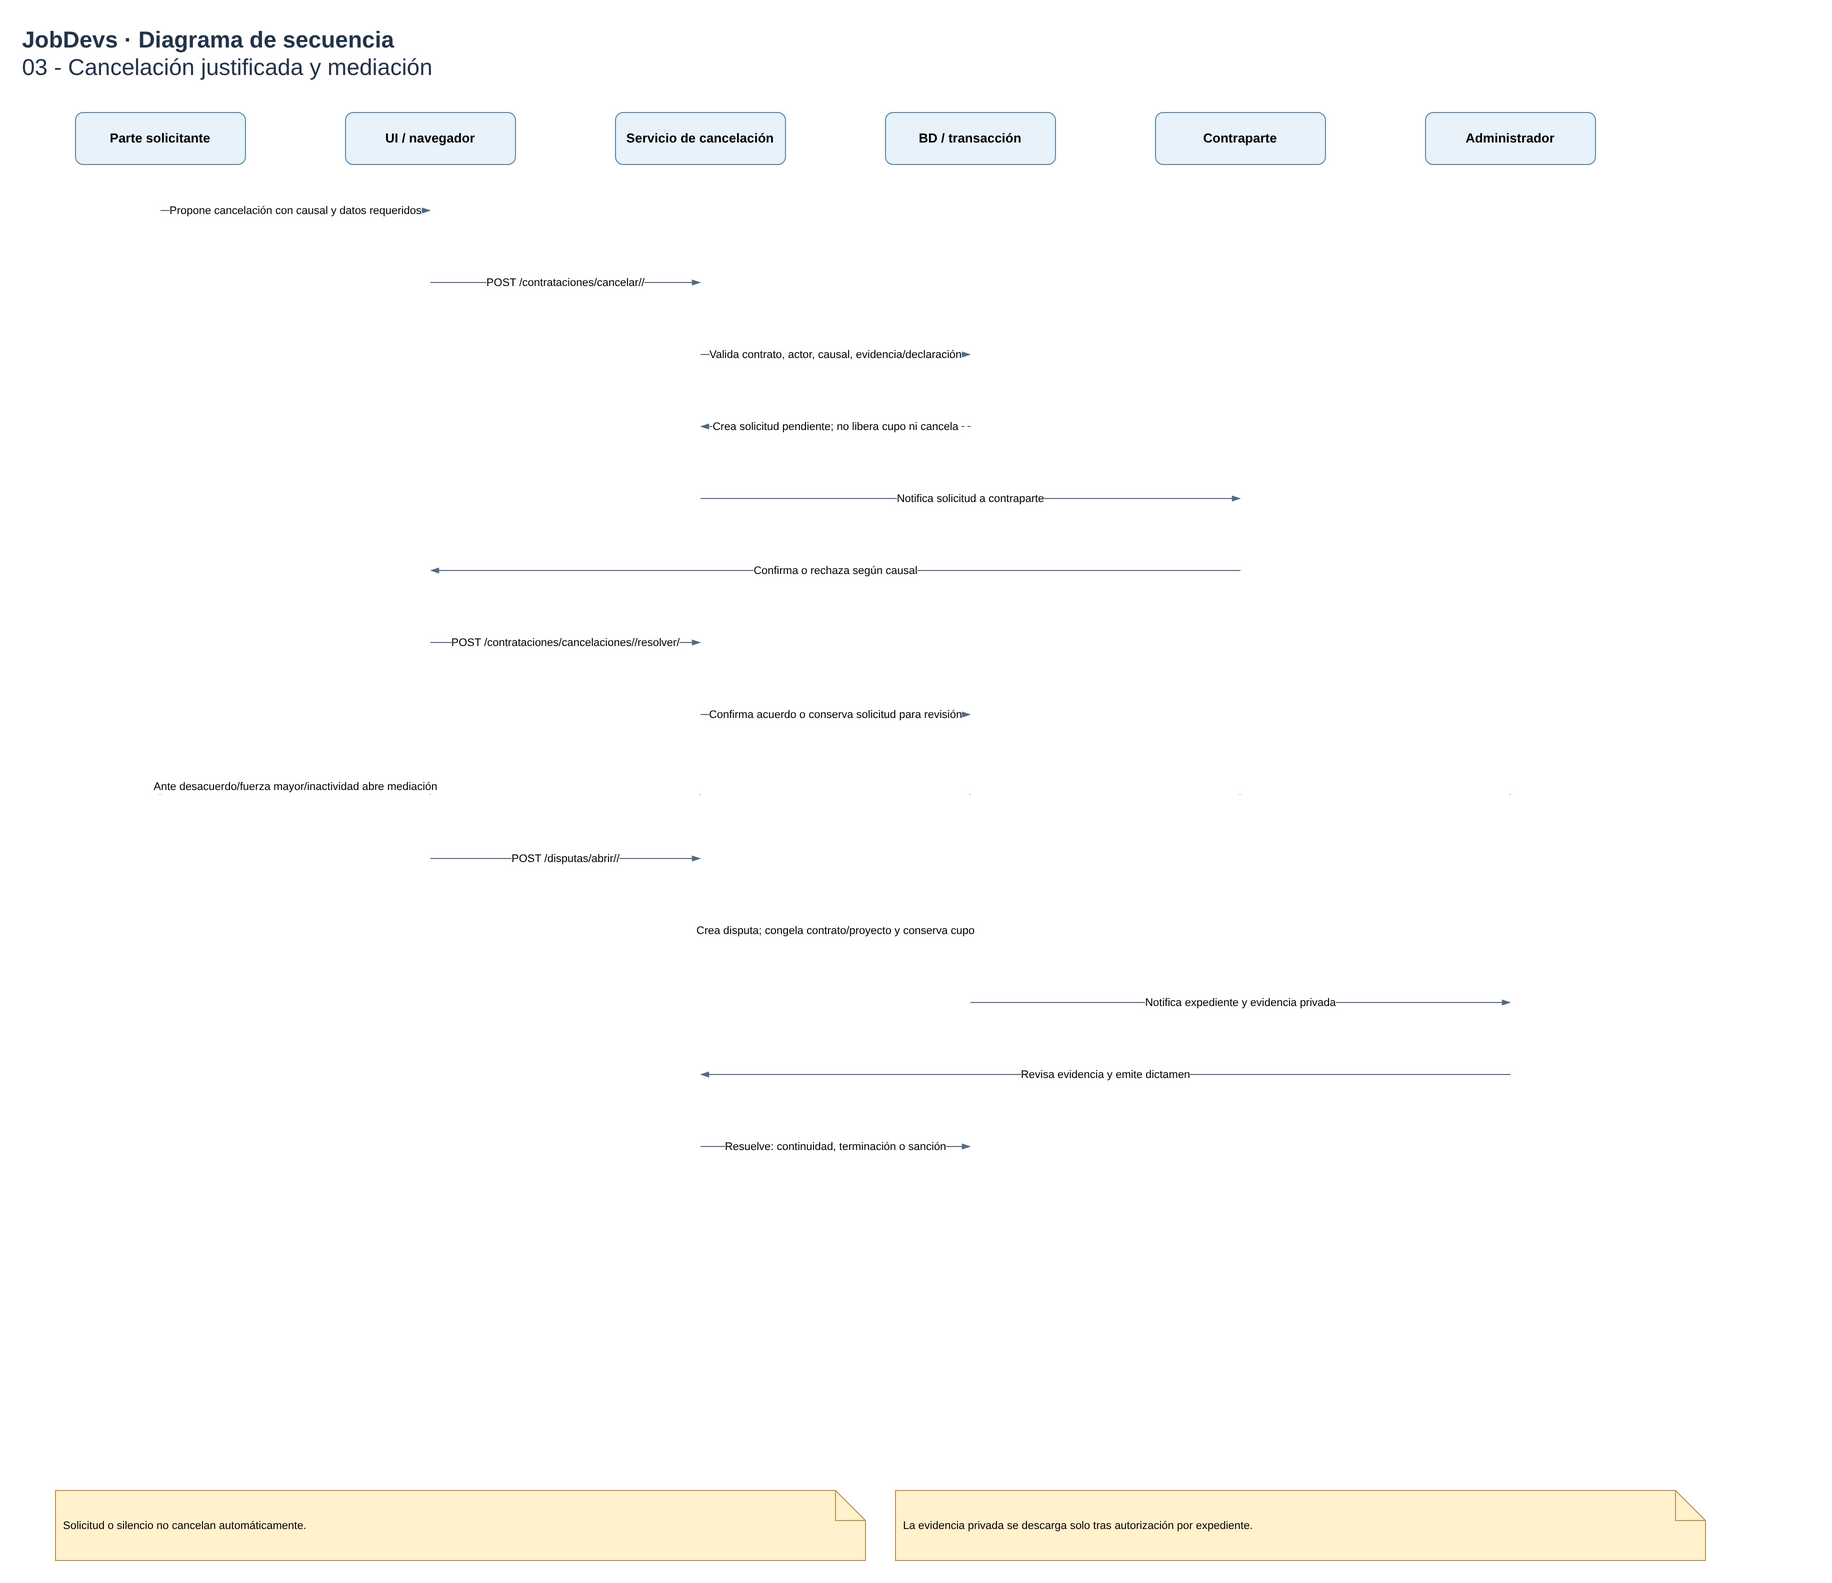 JobDevs · Diagrama de secuencia
03 - Cancelación justificada y mediación
Parte solicitante
UI / navegador
Servicio de cancelación
BD / transacción
Contraparte
Administrador
Propone cancelación con causal y datos requeridos
POST /contrataciones/cancelar//
Valida contrato, actor, causal, evidencia/declaración
Crea solicitud pendiente; no libera cupo ni cancela
Notifica solicitud a contraparte
Confirma o rechaza según causal
POST /contrataciones/cancelaciones//resolver/
Confirma acuerdo o conserva solicitud para revisión
Ante desacuerdo/fuerza mayor/inactividad abre mediación
POST /disputas/abrir//
Crea disputa; congela contrato/proyecto y conserva cupo
Notifica expediente y evidencia privada
Revisa evidencia y emite dictamen
Resuelve: continuidad, terminación o sanción
Solicitud o silencio no cancelan automáticamente.
La evidencia privada se descarga solo tras autorización por expediente.